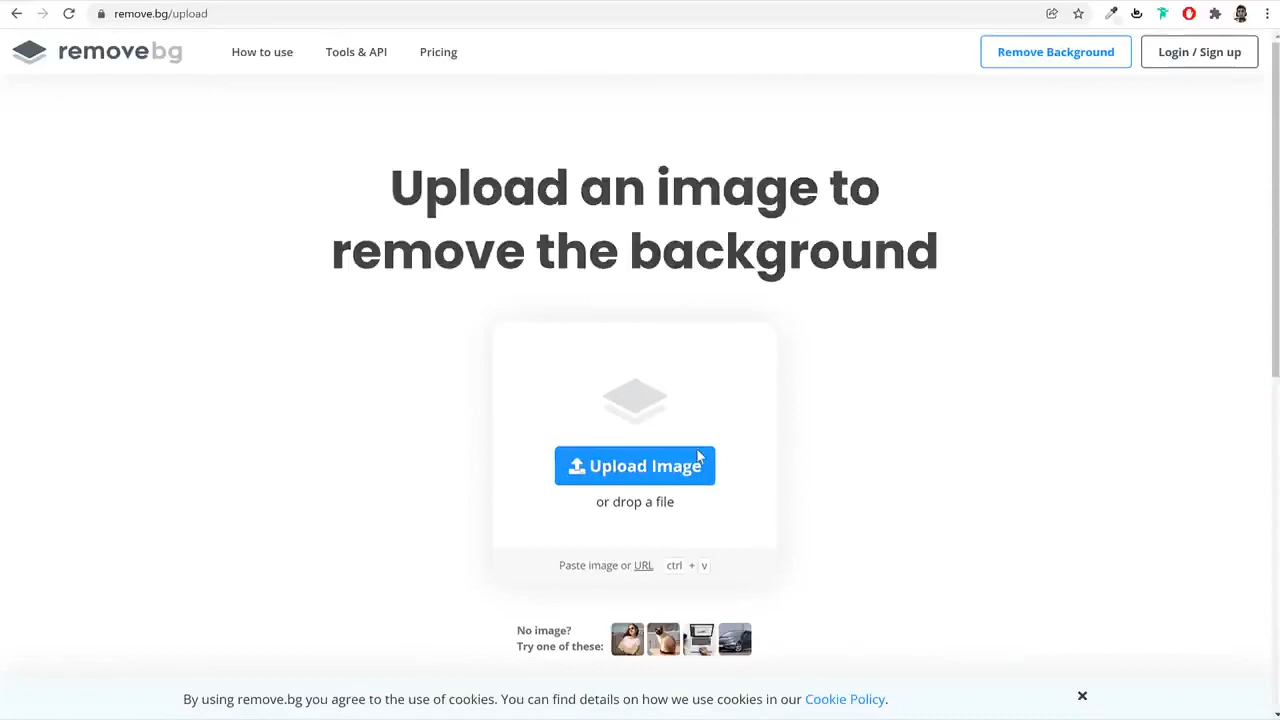 remove.bg/upload
removebg
How to use
Tools & API
Pricing
Remove Background
Login / Sign up
Upload an image to
remove the background
Upload Image
or drop a file
Paste image or URL ctrl + v
No image?
Try one of these:
By using remove.bg you agree to the use of cookies. You can find details on how we use cookies in our Cookie Policy.